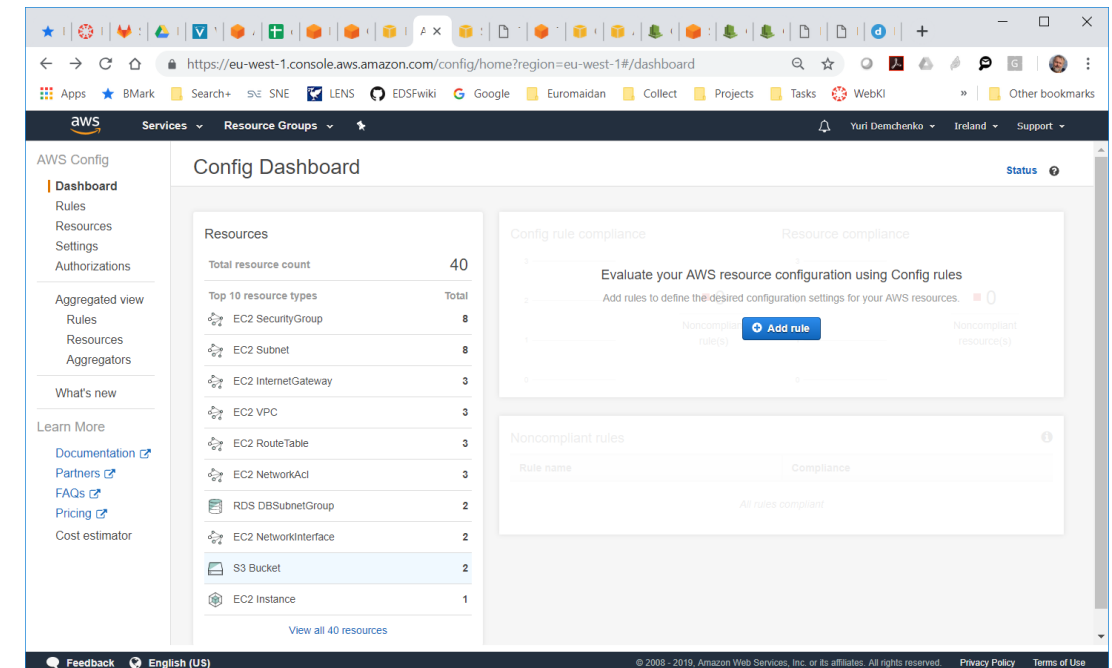 https://eu-west-1.console.aws.amazon.com/config/home?region=eu-west-1#/dashboard
Apps BMark Search+ SNE SNE LENS EDSFwiki G Google Euromaidan Collect Projects Tasks WebKI » Other bookmarks
aws Services Resource Groups Yuri Demchenko Ireland Support
AWS Config
Dashboard
Rules
Resources
Settings
Authorizations
Aggregated view
Rules
Resources
Aggregators
What's new
Learn More
Documentation
Partners
FAQs
Pricing
Cost estimator
Config Dashboard
Status
Resources
Total resource count 40
Top 10 resource types Total
EC2 SecurityGroup 8
EC2 Subnet 8
EC2 InternetGateway 3
EC2 VPC 3
EC2 RouteTable 3
EC2 NetworkAcl 3
RDS DBSubnetGroup 2
EC2 NetworkInterface 2
S3 Bucket 2
EC2 Instance 1
View all 40 resources
Config rule compliance Resource compliance
Evaluate your AWS resource configuration using Config rules
Add rules to define the desired configuration settings for your AWS resources.
0
Add rule
Noncompliant
rule(s)
Noncompliant
resource(s)
Noncompliant rules
Rule name Compliance
All rules compliant
Feedback English (US) © 2008 - 2019, Amazon Web Services, Inc. or its affiliates. All rights reserved. Privacy Policy Terms of Use